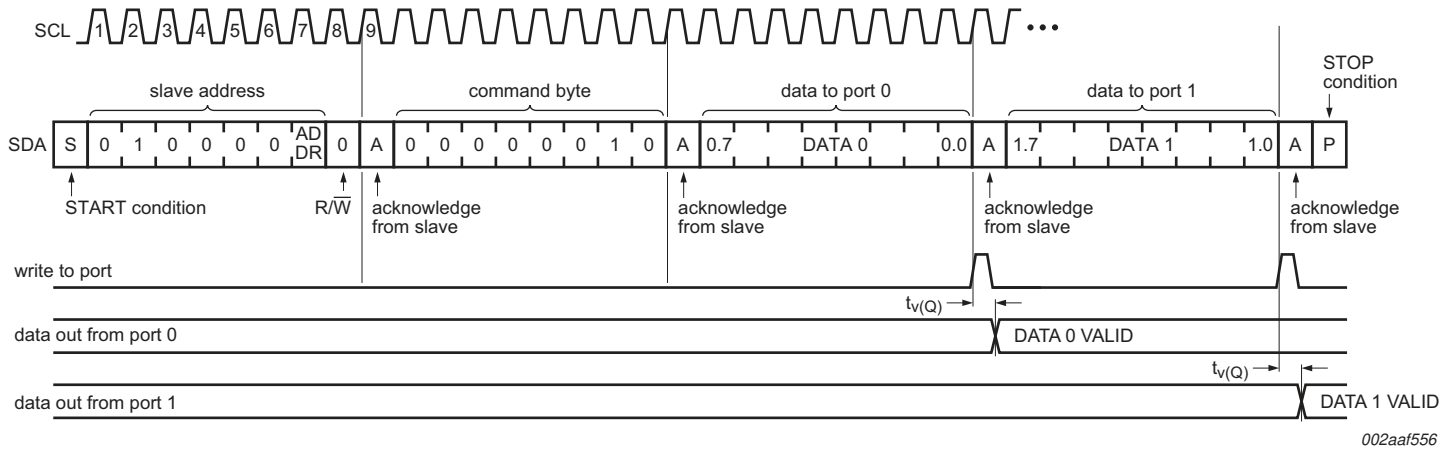 SCL 1 2 3 4 5 6 7 8 9 •••
STOP
condition
slave address command byte data to port 0 data to port 1
SDA S 0 1 0 0 0 0 AD DR 0 A 0 0 0 0 0 0 1 0 A 0.7 DATA 0 0.0 A 1.7 DATA 1 1.0 A P
START condition R/W̅ acknowledge acknowledge acknowledge acknowledge
from slave from slave from slave from slave
write to port
tv(Q)
data out from port 0 DATA 0 VALID
tv(Q)
data out from port 1 DATA 1 VALID
002aaf556